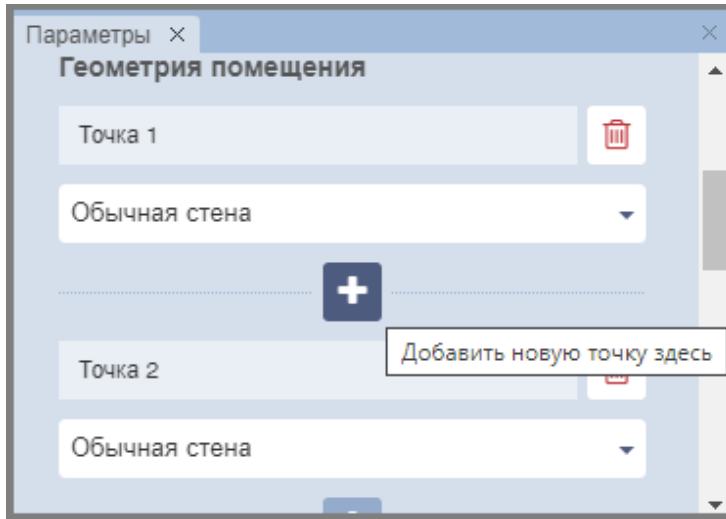 Параметры
Геометрия помещения
Точка 1
Обычная стена
Добавить новую точку здесь
Точка 2
Обычная стена